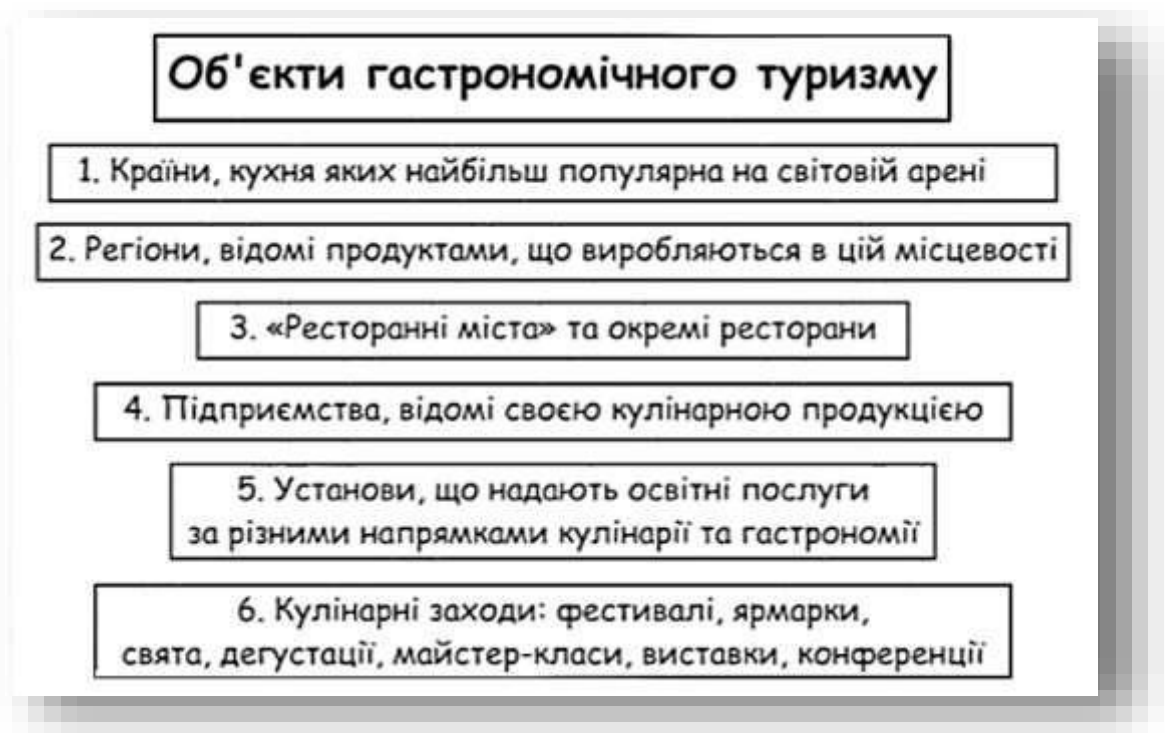 Об'єкти гастрономічного туризму
1. Країни, кухня яких найбільш популярна на світовій арені
2. Регіони, відомі продуктами, що виробляються в цій місцевості
3. «Ресторанні міста» та окремі ресторани
4. Підприємства, відомі своєю кулінарною продукцією
5. Установи, що надають освітні послуги
за різними напрямками кулінарії та гастрономії
6. Кулінарні заходи: фестивалі, ярмарки,
свята, дегустації, майстер-класи, виставки, конференції